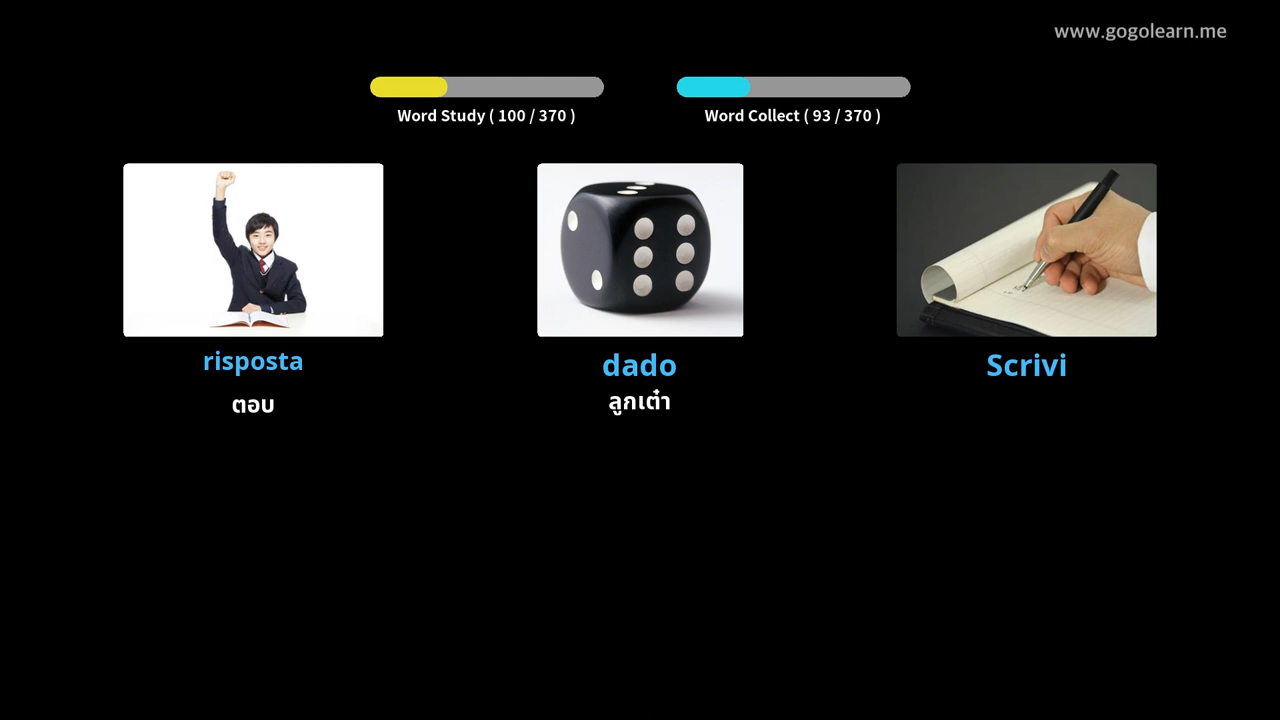 www.gogolearn.me
Word Study ( 100 / 370 )
Word Collect ( 93 / 370 )
risposta
ตอบ
dado
ลูกเต๋า
Scrivi